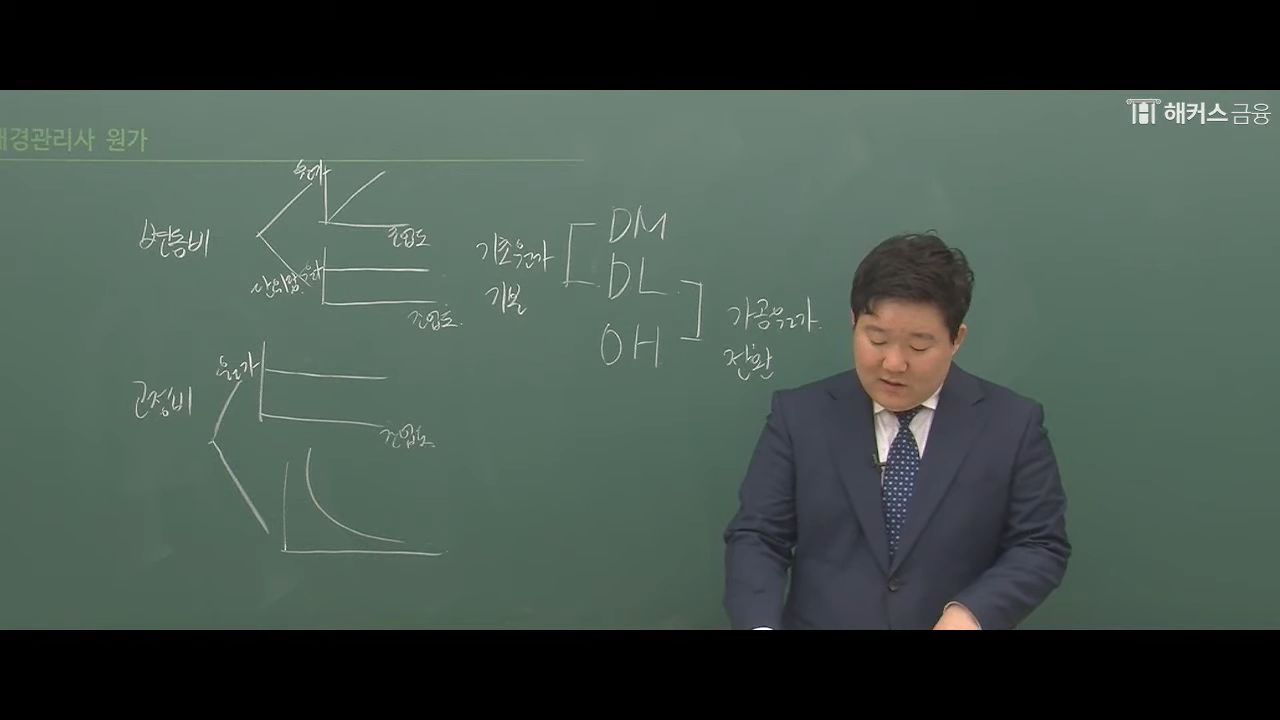 해커스금융
재경관리사 원가
변동비
원가
조업도
단위당 원가
조업도
고정비
원가
조업도
기초원가
기본
DM
DL
OH
가공원가
전환